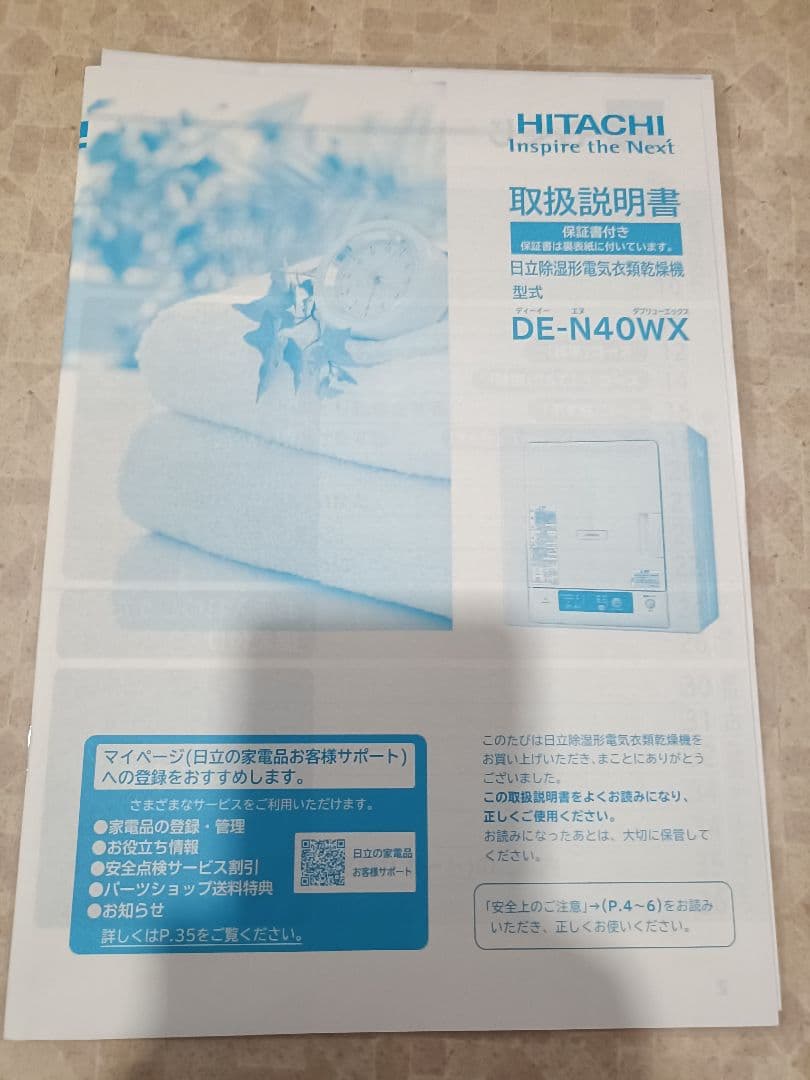 HITACHI
Inspire the Next
取扱説明書
保証書付き
保証書は裏表紙に付いています。
日立除湿形電気衣類乾燥機
型式
ディーイー エヌ ダブリューエックス
DE-N40WX
マイページ(日立の家電品お客様サポート)
への登録をおすすめします。
さまざまなサービスをご利用いただけます。
●家電品の登録・管理
●お役立ち情報
●安全点検サービス割引
●パーツショップ送料特典
●お知らせ
日立の家電品
お客様サポート
詳しくはP.35をご覧ください。
このたびは日立除湿形電気衣類乾燥機を
お買い上げいただき、まことにありがとう
ございました。
この取扱説明書をよくお読みになり、
正しくご使用ください。
お読みになったあとは、大切に保管して
ください。
「安全上のご注意」→(P.4～6)をお読み
いただき、正しくお使いください。